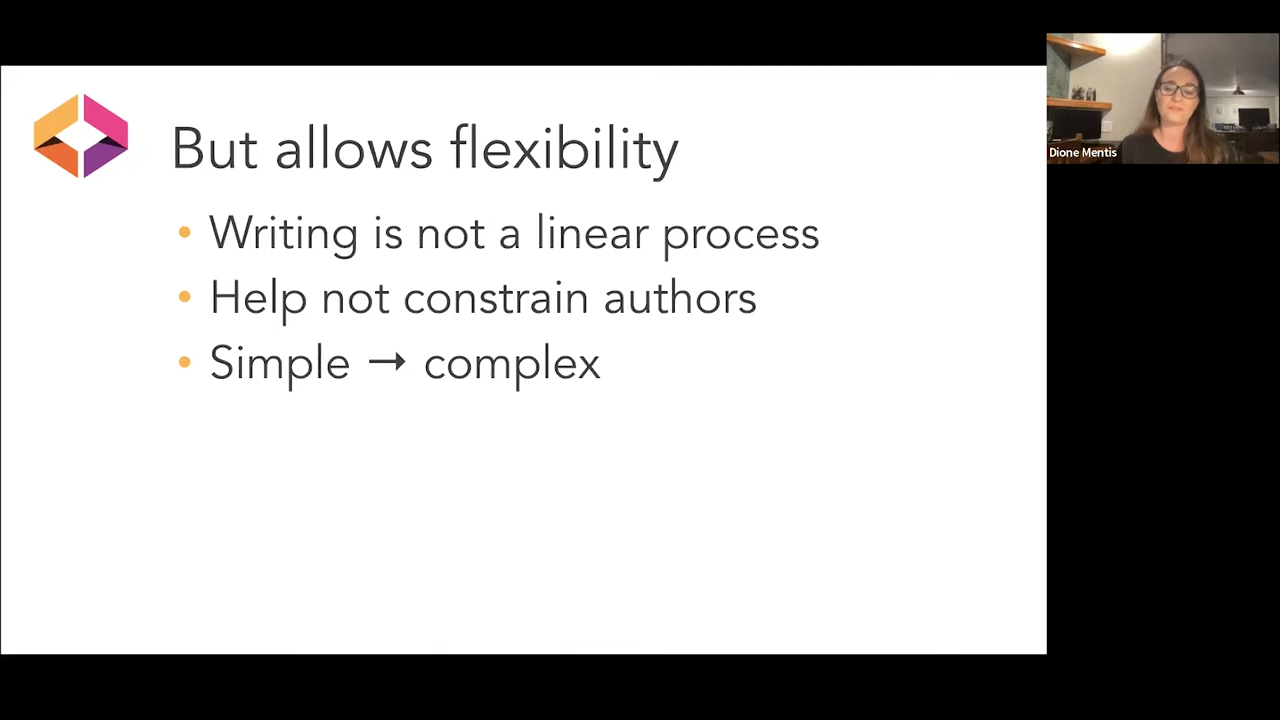 But allows flexibility
• Writing is not a linear process
• Help not constrain authors
• Simple → complex
Dione Mentis